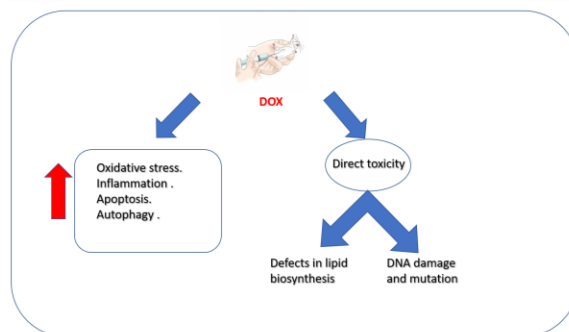 DOX
Oxidative stress.
Inflammation .
Apoptosis.
Autophagy .
Direct toxicity
Defects in lipid
biosynthesis
DNA damage
and mutation